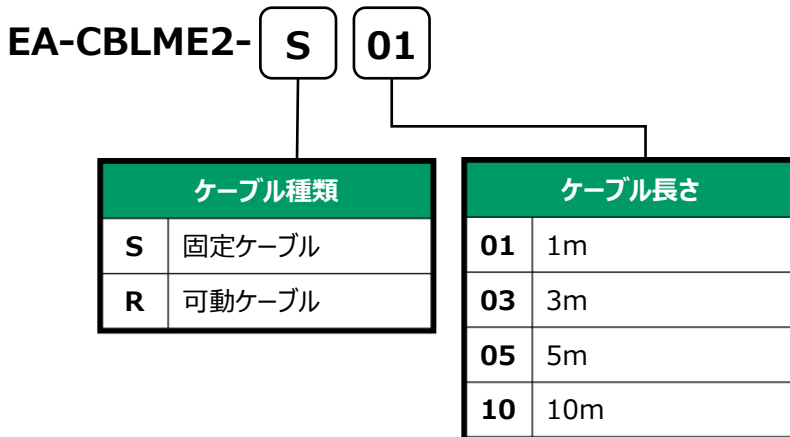 EA-CBLME2- S 01
ケーブル種類
S 固定ケーブル
R 可動ケーブル
ケーブル長さ
01 1m
03 3m
05 5m
10 10m